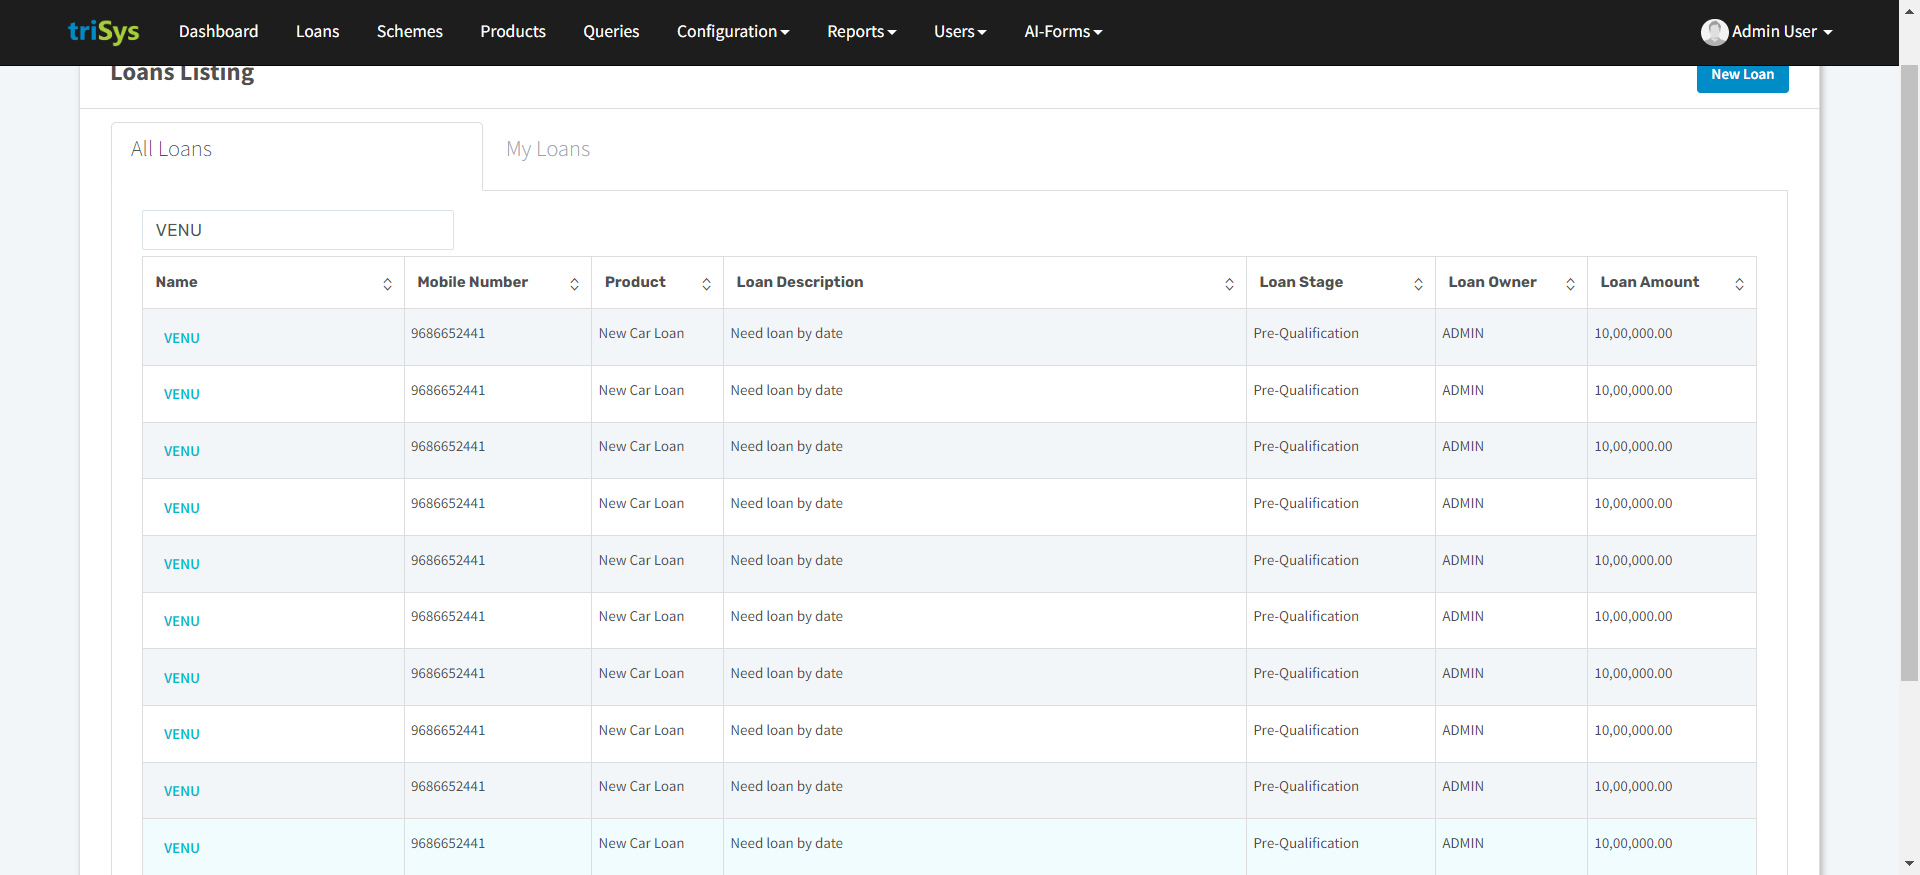 triSys Dashboard Loans Schemes Products Queries Configuration Reports Users AI-Forms Admin User
Loans Listing New Loan
All Loans My Loans
VENU
Name Mobile Number Product Loan Description Loan Stage Loan Owner Loan Amount
VENU 9686652441 New Car Loan Need loan by date Pre-Qualification ADMIN 10,00,000.00
VENU 9686652441 New Car Loan Need loan by date Pre-Qualification ADMIN 10,00,000.00
VENU 9686652441 New Car Loan Need loan by date Pre-Qualification ADMIN 10,00,000.00
VENU 9686652441 New Car Loan Need loan by date Pre-Qualification ADMIN 10,00,000.00
VENU 9686652441 New Car Loan Need loan by date Pre-Qualification ADMIN 10,00,000.00
VENU 9686652441 New Car Loan Need loan by date Pre-Qualification ADMIN 10,00,000.00
VENU 9686652441 New Car Loan Need loan by date Pre-Qualification ADMIN 10,00,000.00
VENU 9686652441 New Car Loan Need loan by date Pre-Qualification ADMIN 10,00,000.00
VENU 9686652441 New Car Loan Need loan by date Pre-Qualification ADMIN 10,00,000.00
VENU 9686652441 New Car Loan Need loan by date Pre-Qualification ADMIN 10,00,000.00